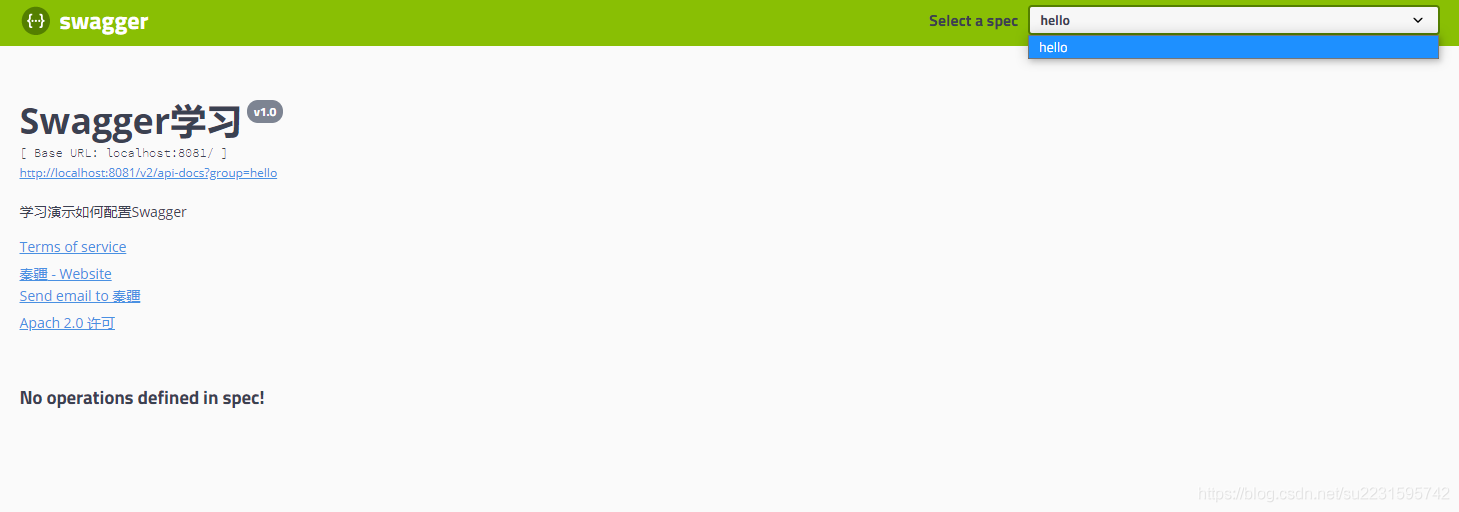 swagger
Select a spec
hello
hello
Swagger学习 v1.0
[ Base URL: localhost:8081/ ]
http://localhost:8081/v2/api-docs?group=hello
学习演示如何配置Swagger
Terms of service
秦疆 - Website
Send email to 秦疆
Apach 2.0 许可
No operations defined in spec!
https://blog.csdn.net/su2231595742